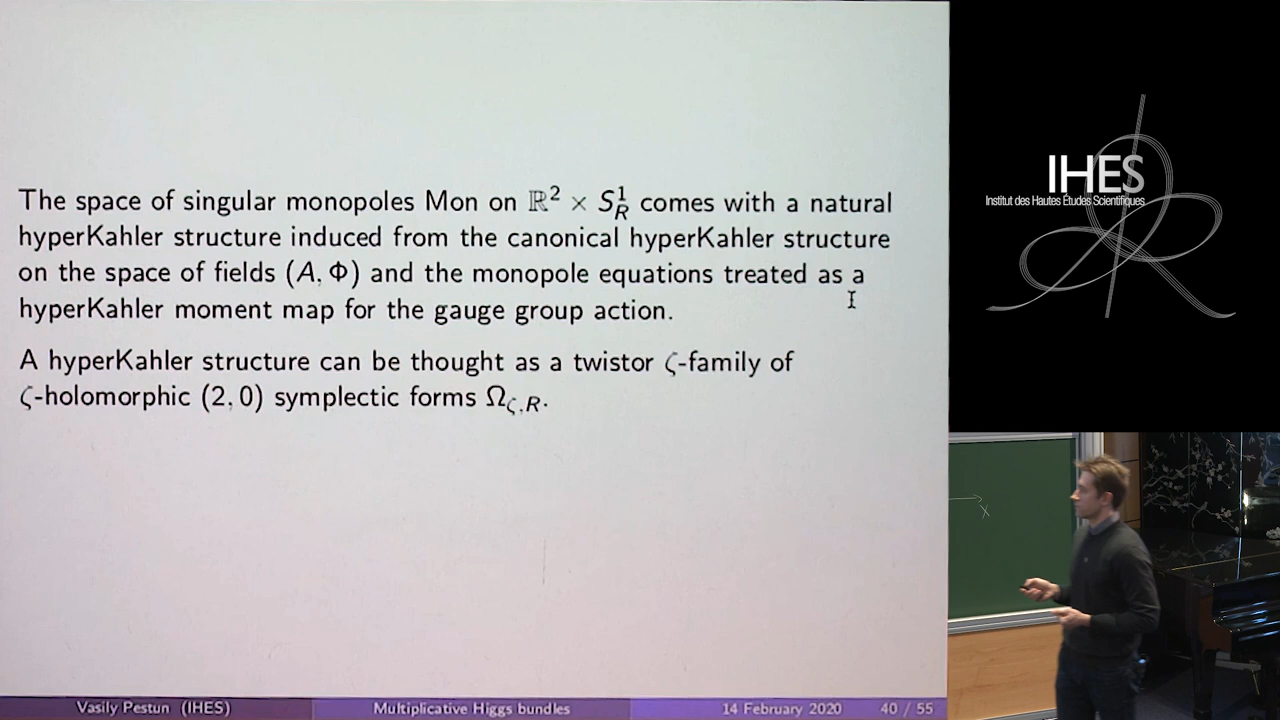 The space of singular monopoles Mon on ℝ² × S¹_R comes with a natural
hyperKahler structure induced from the canonical hyperKahler structure
on the space of fields (A, Φ) and the monopole equations treated as a
hyperKahler moment map for the gauge group action.
A hyperKahler structure can be thought as a twistor ζ-family of
ζ-holomorphic (2, 0) symplectic forms Ω_ζ,R.
Vasily Pestun (IHES) Multiplicative Higgs bundles 14 February 2020 40 / 55
IHES
Institut des Hautes Études Scientifiques
x